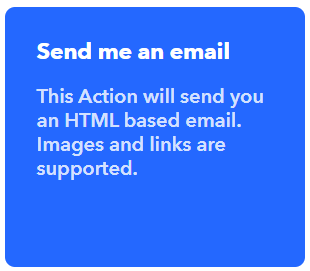 Send me an email
This Action will send you
an HTML based email.
Images and links are
supported.